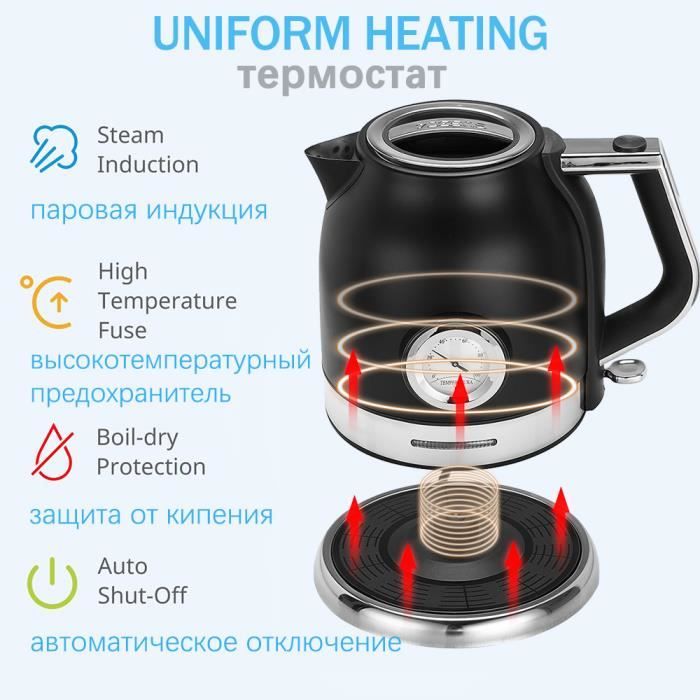 UNIFORM HEATING
термостат
Steam
Induction
паровая индукция
High
Temperature
Fuse
высокотемпературный
предохранитель
Boil-dry
Protection
защита от кипения
Auto
Shut-Off
автоматическое отключение